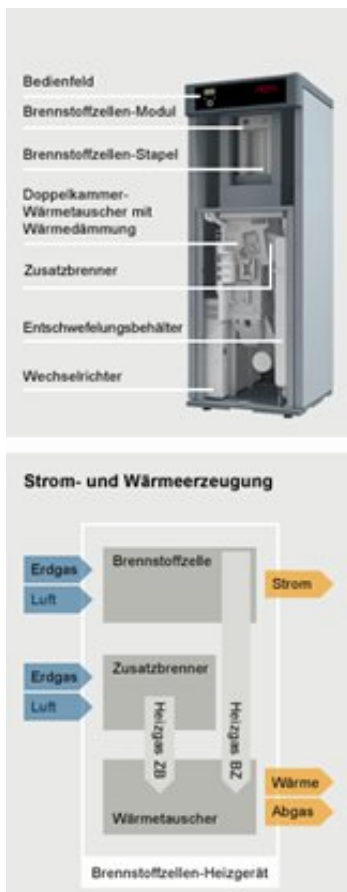 Bedienfeld
Brennstoffzellen-Modul
Brennstoffzellen-Stapel
Doppelkammer-
Wärmetauscher mit
Wärmedämmung
Zusatzbrenner
Entschwefelungsbehälter
Wechselrichter
Strom- und Wärmeerzeugung
Erdgas
Luft
Brennstoffzelle
Strom
Erdgas
Luft
Zusatzbrenner
Heizgas ZB
Heizgas BZ
Wärmetauscher
Wärme
Abgas
Brennstoffzellen-Heizgerät